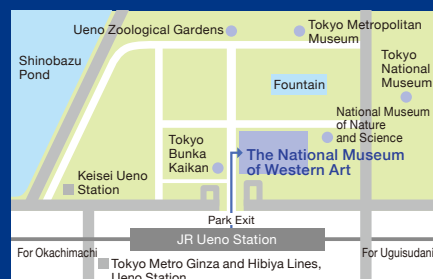 Ueno Zoological Gardens
Tokyo Metropolitan
Museum
Shinobazu
Pond
Tokyo
National
Museum
Fountain
National Museum
of Nature
and Science
Tokyo
Bunka
Kaikan
The National Museum
of Western Art
Keisei Ueno
Station
Park Exit
JR Ueno Station
For Okachimachi
For Uguisudani
Tokyo Metro Ginza and Hibiya Lines,
Ueno Station